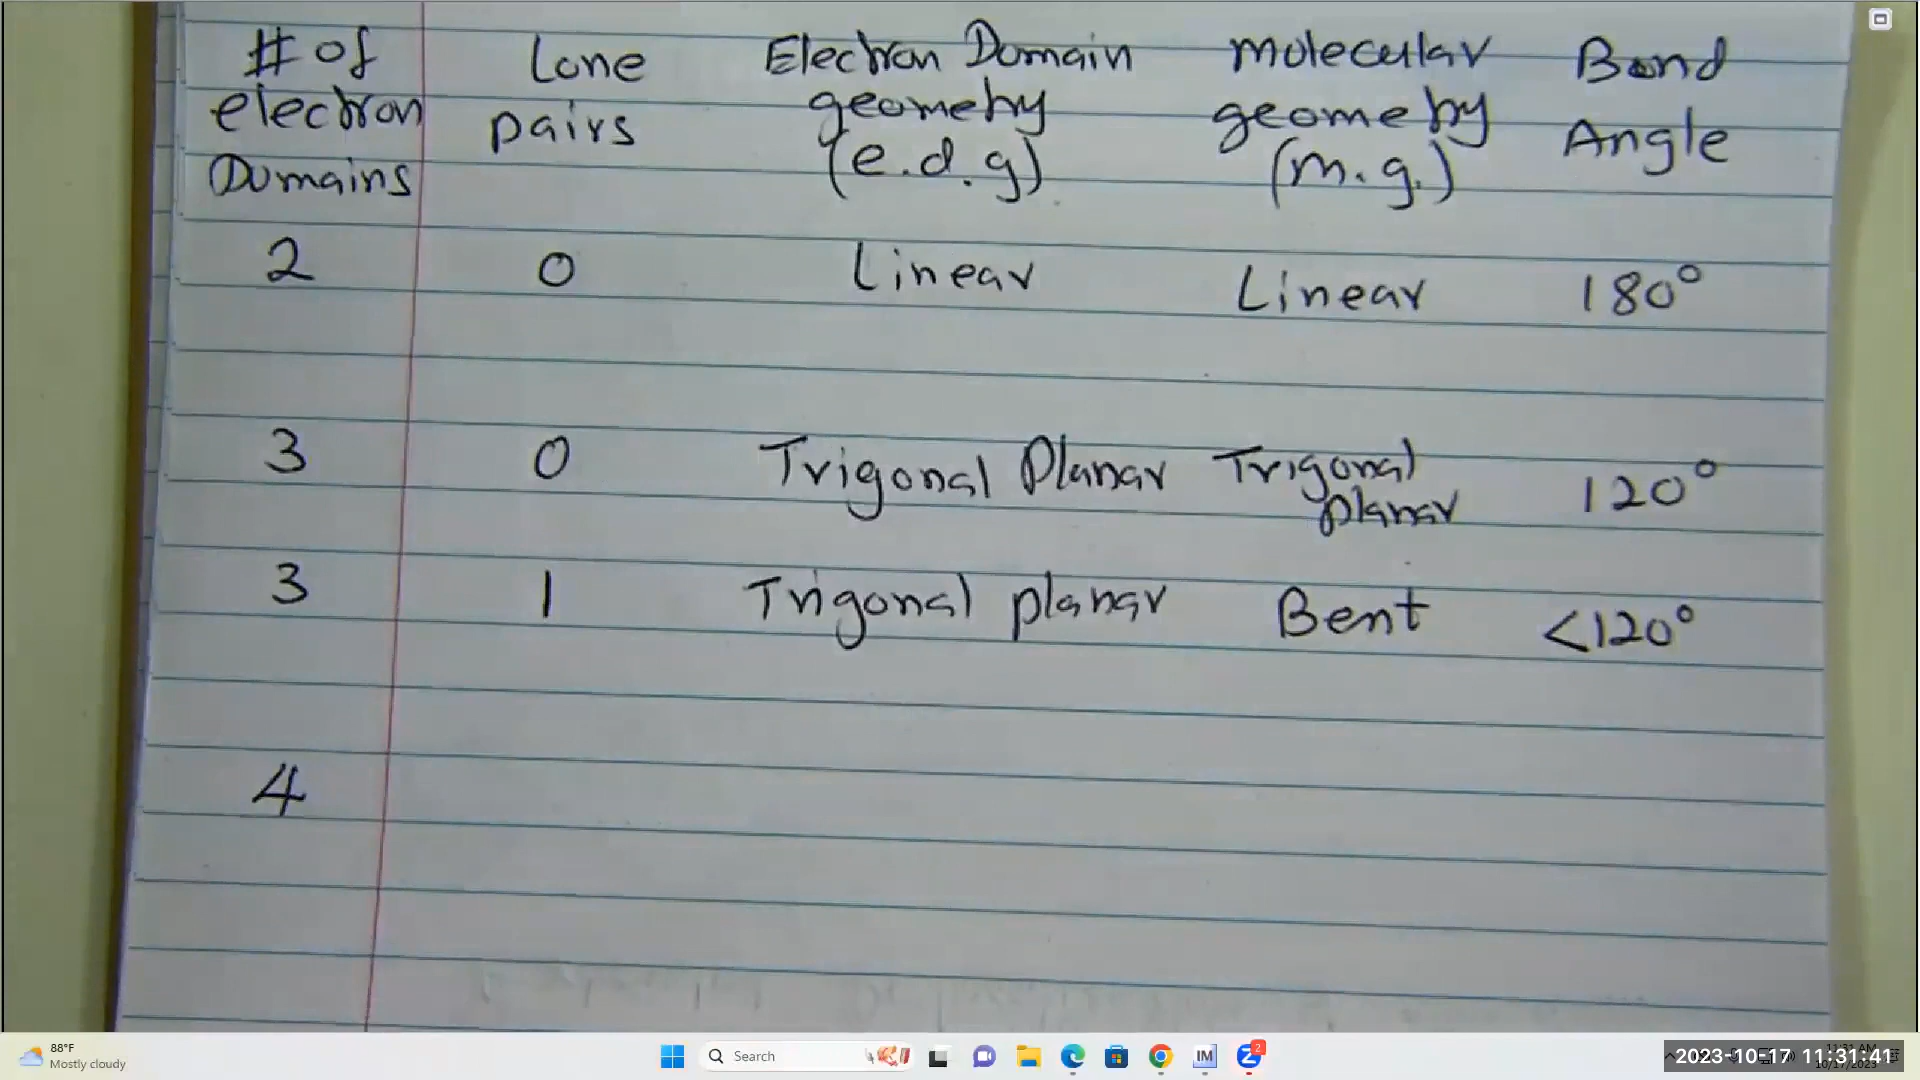 # of Lone Electron Domain Molecular Bond
electron pairs geometry geometry Angle
Domains (e.d.g) (m.g.)
2 0 Linear Linear 180°
3 0 Trigonal Planar Trigonal planar 120°
3 1 Trigonal planar Bent <120°
4
88°F
Mostly cloudy
Search
IM
2
2023-10-17 11:31:41